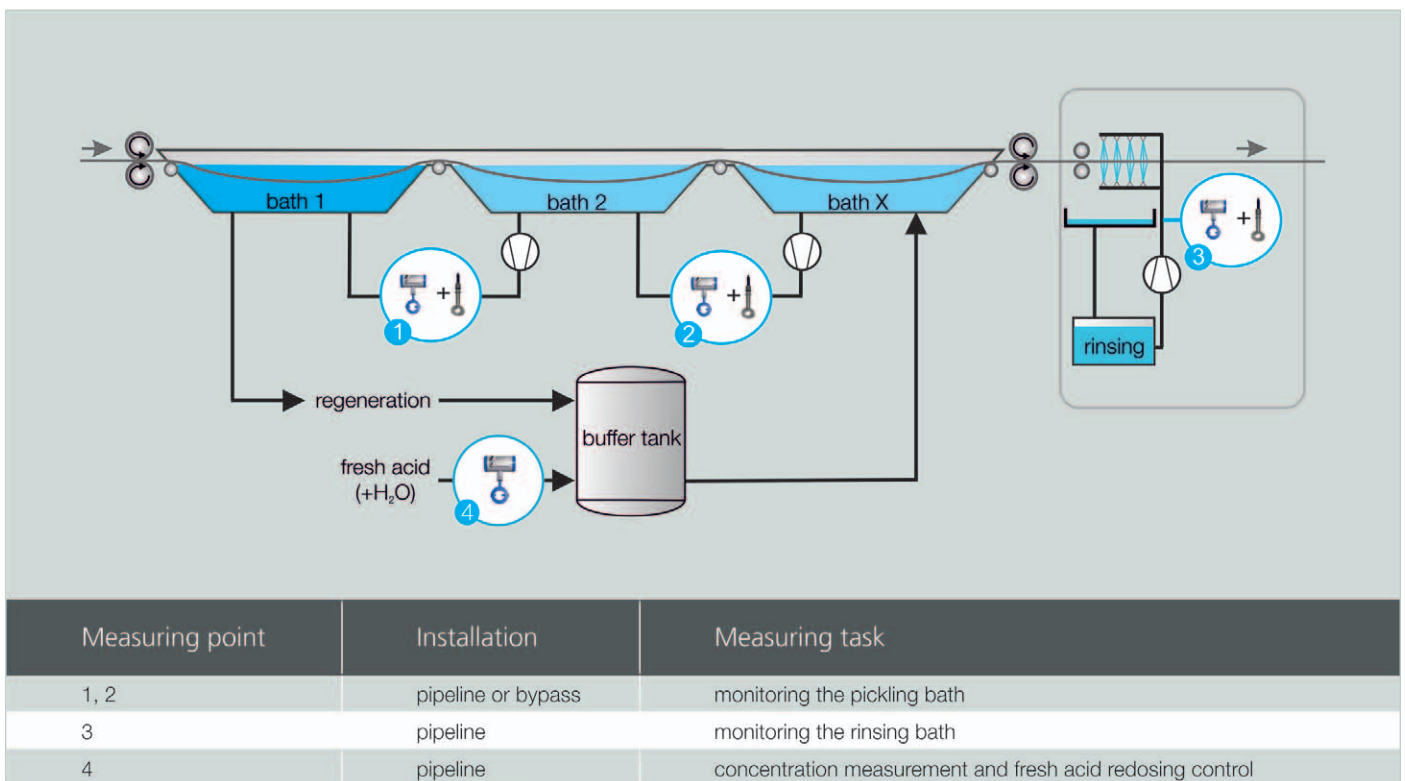 bath 1
bath 2
bath X
+
1
+
2
+
3
rinsing
regeneration
buffer tank
fresh acid
(+H₂O)
4
Measuring point Installation Measuring task
1, 2 pipeline or bypass monitoring the pickling bath
3 pipeline monitoring the rinsing bath
4 pipeline concentration measurement and fresh acid redosing control